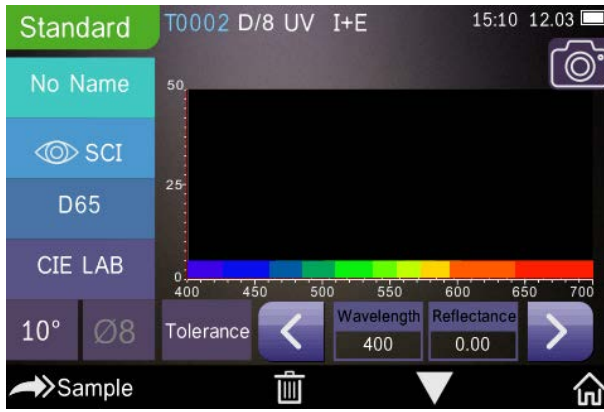 Standard
T0002 D/8 UV I+E
15:10 12.03
No Name
SCI
D65
CIE LAB
10° Ø8
50
25
0
400 450 500 550 600 650 700
Tolerance
Wavelength
400
Reflectance
0.00
Sample